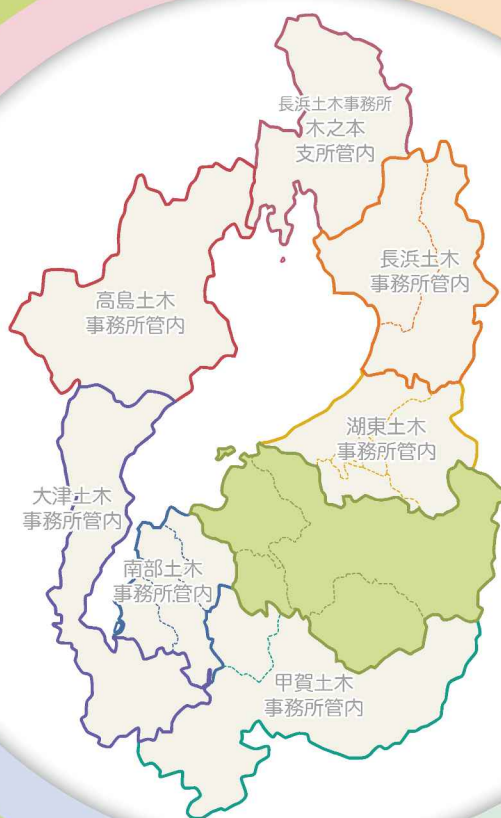 長浜土木事務所
木之本
支所管内
長浜土木
事務所管内
高島土木
事務所管内
湖東土木
事務所管内
大津土木
事務所管内
南部土木
事務所管内
甲賀土木
事務所管内